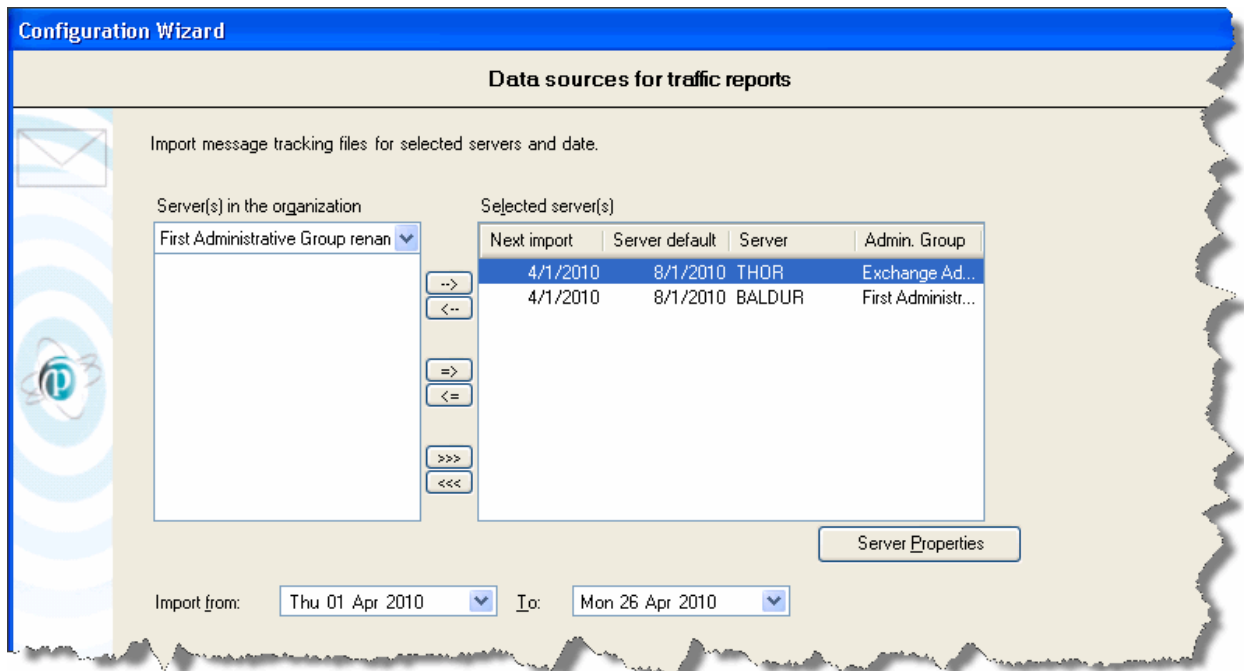 Configuration Wizard
Data sources for traffic reports
Import message tracking files for selected servers and date.
Server(s) in the organization
First Administrative Group renan
-->
<--
=>
<=
>>>
<<<
Selected server(s)
Next import Server default Server Admin. Group
4/1/2010 8/1/2010 THOR Exchange Ad...
4/1/2010 8/1/2010 BALDUR First Administr...
Server Properties
Import from: Thu 01 Apr 2010 To: Mon 26 Apr 2010
p